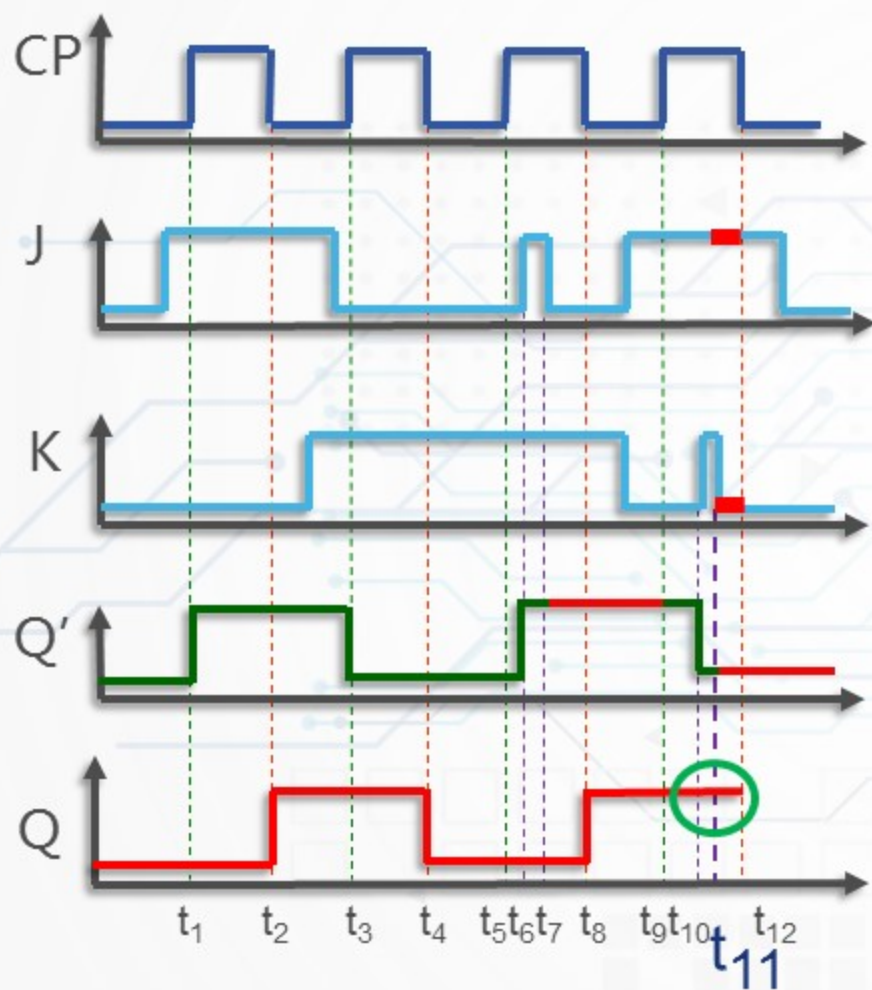 CP
J
K
Q′
Q
t₁ t₂ t₃ t₄ t₅ t₆ t₇ t₈ t₉ t₁₀ t₁₂
t₁₁